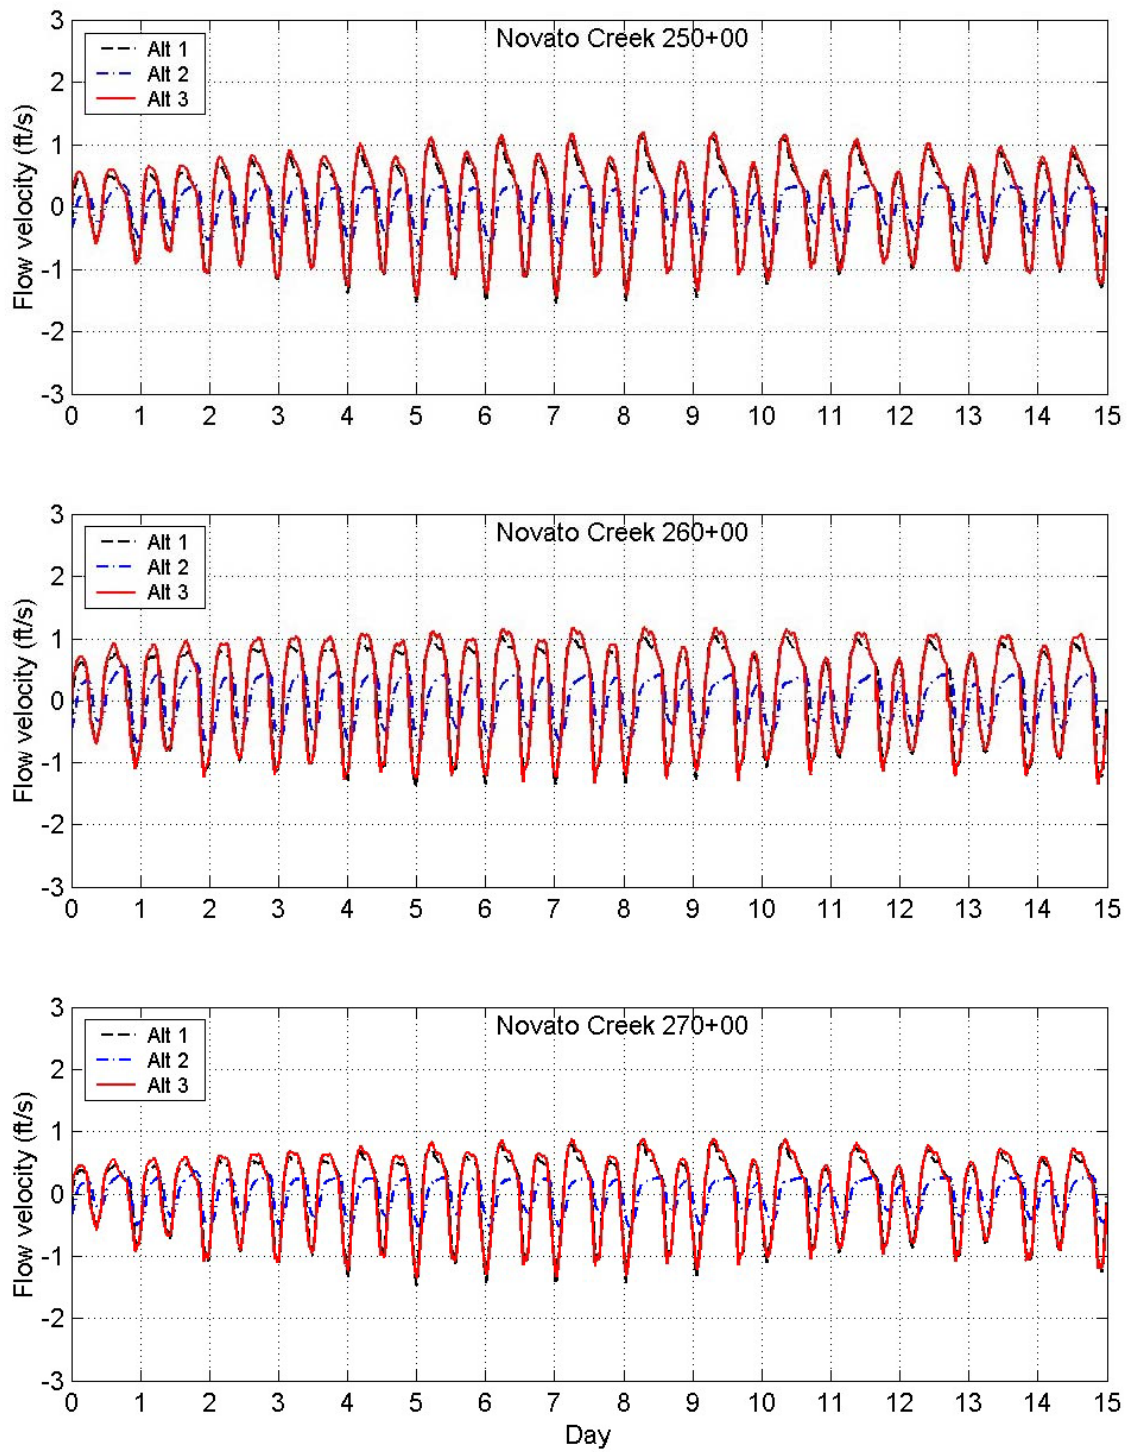 Novato Creek 250+00
Alt 1
Alt 2
Alt 3
Flow velocity (ft/s)
3
2
1
0
-1
-2
-3
0 1 2 3 4 5 6 7 8 9 10 11 12 13 14 15
Novato Creek 260+00
Alt 1
Alt 2
Alt 3
Flow velocity (ft/s)
3
2
1
0
-1
-2
-3
0 1 2 3 4 5 6 7 8 9 10 11 12 13 14 15
Novato Creek 270+00
Alt 1
Alt 2
Alt 3
Flow velocity (ft/s)
3
2
1
0
-1
-2
-3
0 1 2 3 4 5 6 7 8 9 10 11 12 13 14 15
Day